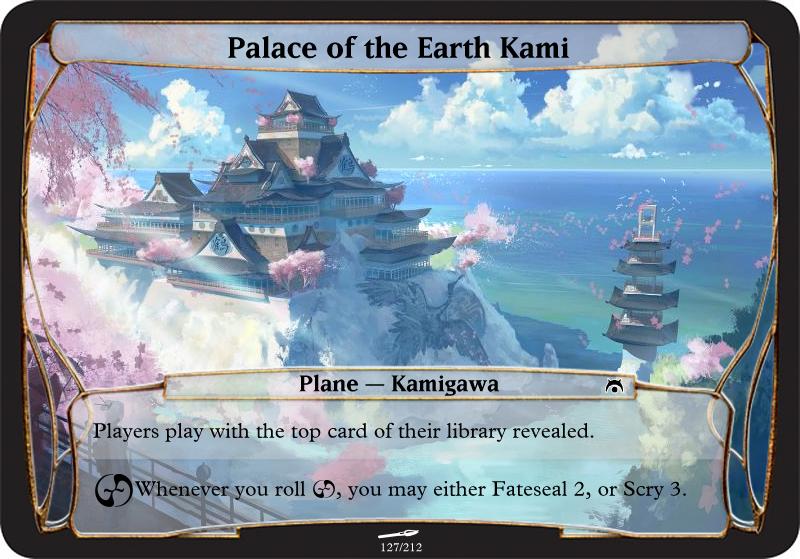 Palace of the Earth Kami
Plane — Kamigawa
Players play with the top card of their library revealed.
Whenever you roll , you may either Fateseal 2, or Scry 3.
127/212